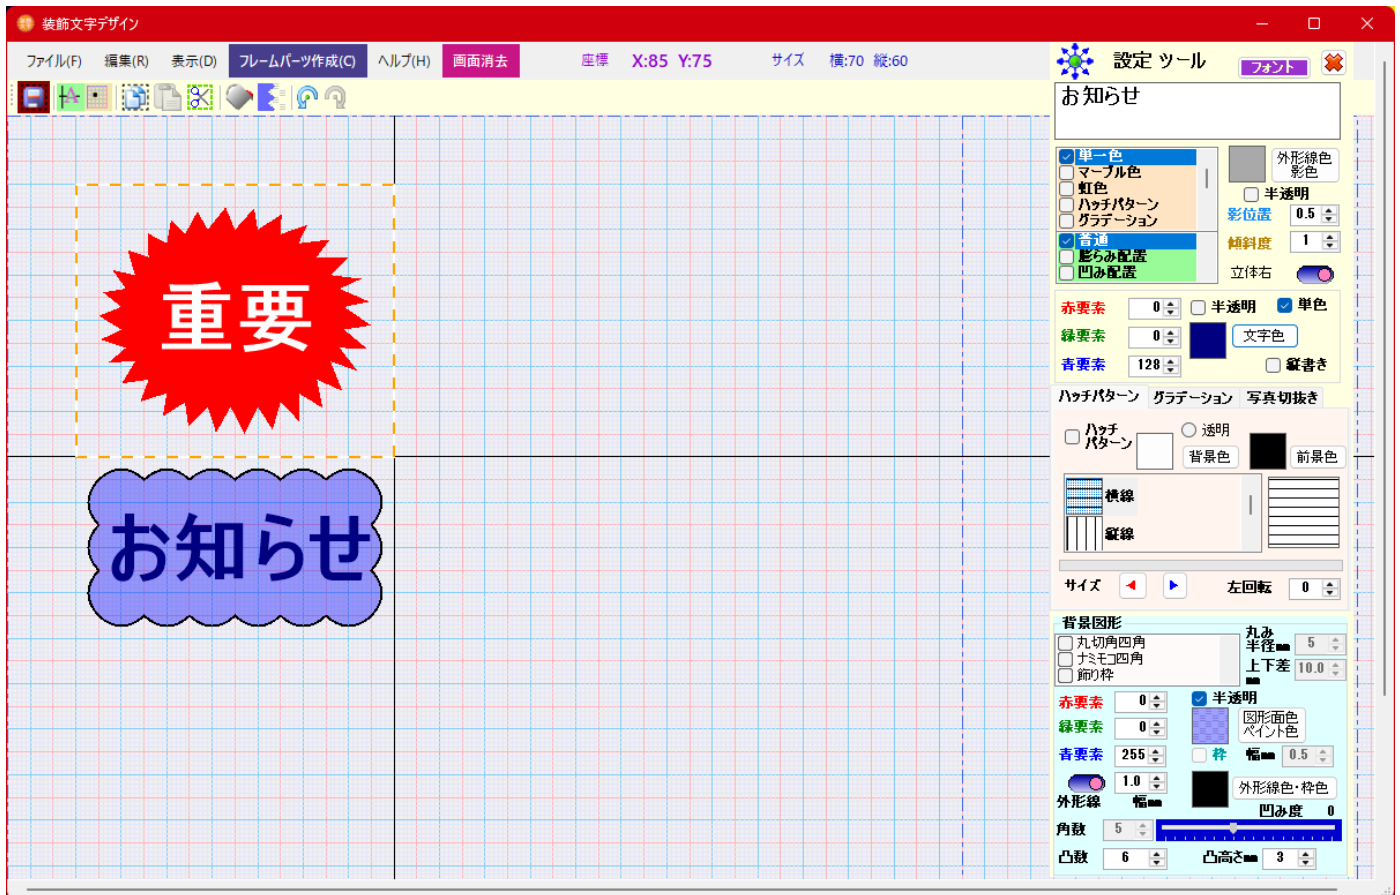 装飾文字デザイン
ファイル(F) 編集(R) 表示(D) フレームパーツ作成(C) ヘルプ(H) 画面消去 座標 X:85 Y:75 サイズ 横:70 縦:60
設定 ツール フォント
お知らせ
単一色
マーブル色
虹色
ハッチパターン
グラデーション
外形線色
影色
半透明
影位置 0.5
普通
膨らみ配置
凹み配置
傾斜度 1
立体右
重要
お知らせ
赤要素 0 半透明 単色
緑要素 0 文字色
青要素 128 縦書き
ハッチパターン グラデーション 写真切抜き
ハッチ
パターン
透明
背景色 前景色
横線
縦線
サイズ 左回転 0
背景図形
丸切角四角
ナミモコ四角
飾り枠
丸み
半径mm 5
上下差 10.0
mm
赤要素 0 半透明
緑要素 0 図形面色
ペイント色
青要素 255 枠 幅mm 0.5
1.0
外形線 幅mm 外形線色・枠色
凹み度 0
角数 5
凸数 6 凸高さmm 3